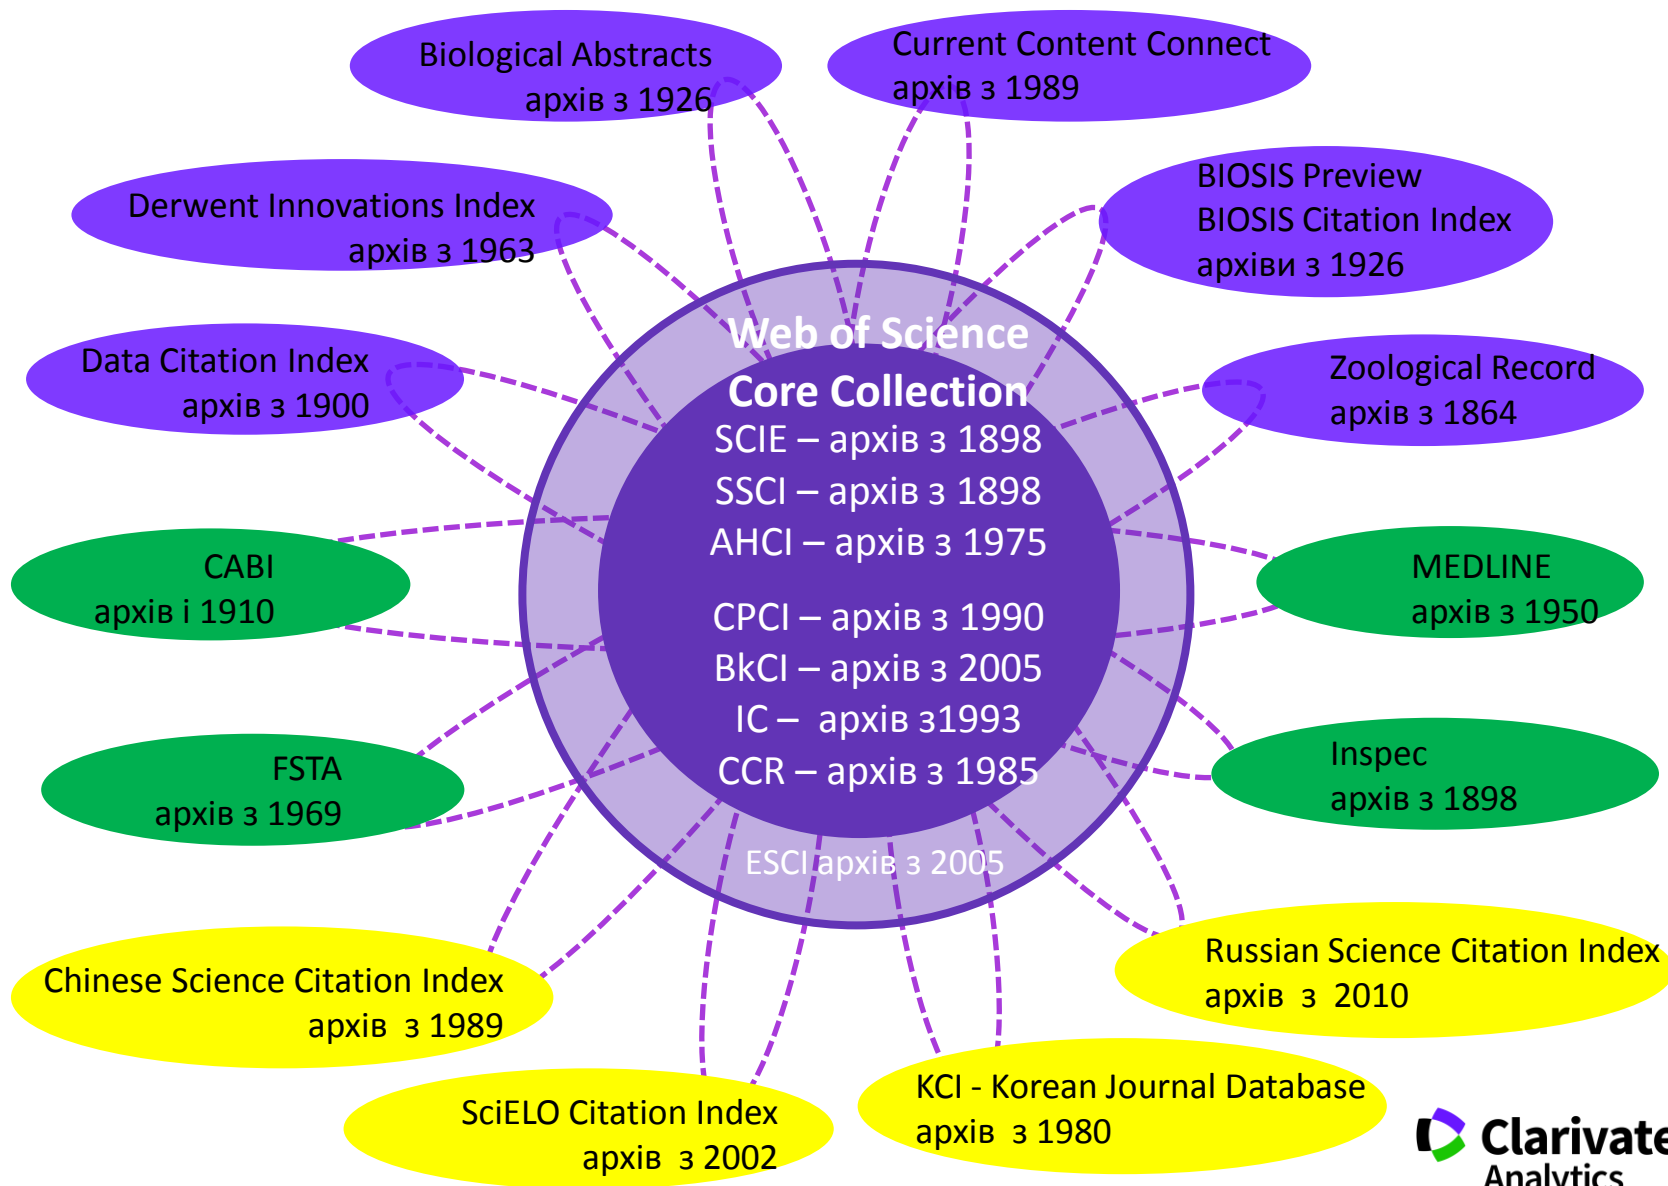 Biological Abstracts
архів з 1926
Current Content Connect
архів з 1989
Derwent Innovations Index
архів з 1963
BIOSIS Preview
BIOSIS Citation Index
архіви з 1926
Data Citation Index
архів з 1900
Zoological Record
архів з 1864
Web of Science
Core Collection
SCIE – архів з 1898
SSCI – архів з 1898
AHCI – архів з 1975
CPCI – архів з 1990
BkCI – архів з 2005
IC – архів з1993
CCR – архів з 1985
ESCI архів з 2005
CABI
архів і 1910
MEDLINE
архів з 1950
FSTA
архів з 1969
Inspec
архів з 1898
Chinese Science Citation Index
архів з 1989
Russian Science Citation Index
архів з 2010
SciELO Citation Index
архів з 2002
KCI - Korean Journal Database
архів з 1980
Clarivate
Analytics